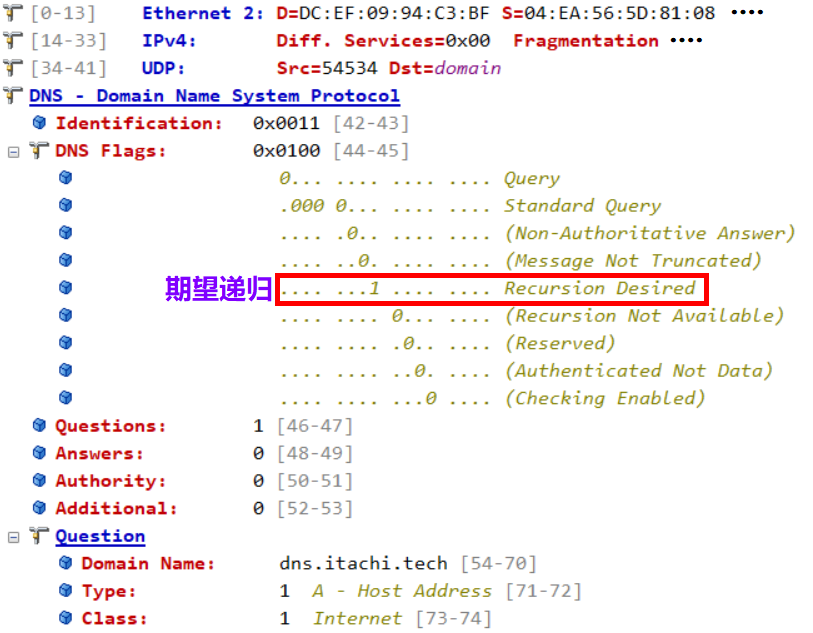 [0-13] Ethernet 2: D=DC:EF:09:94:C3:BF S=04:EA:56:5D:81:08 ....
[14-33] IPv4: Diff. Services=0x00 Fragmentation ....
[34-41] UDP: Src=54534 Dst=domain
DNS - Domain Name System Protocol
Identification: 0x0011 [42-43]
DNS Flags: 0x0100 [44-45]
0... .... .... .... Query
.000 0... .... .... Standard Query
.... .0.. .... .... (Non-Authoritative Answer)
.... ..0. .... .... (Message Not Truncated)
期望递归 .... ...1 .... .... Recursion Desired
.... .... 0... .... (Recursion Not Available)
.... .... .0.. .... (Reserved)
.... .... ..0. .... (Authenticated Not Data)
.... .... ...0 .... (Checking Enabled)
Questions: 1 [46-47]
Answers: 0 [48-49]
Authority: 0 [50-51]
Additional: 0 [52-53]
Question
Domain Name: dns.itachi.tech [54-70]
Type: 1 A - Host Address [71-72]
Class: 1 Internet [73-74]